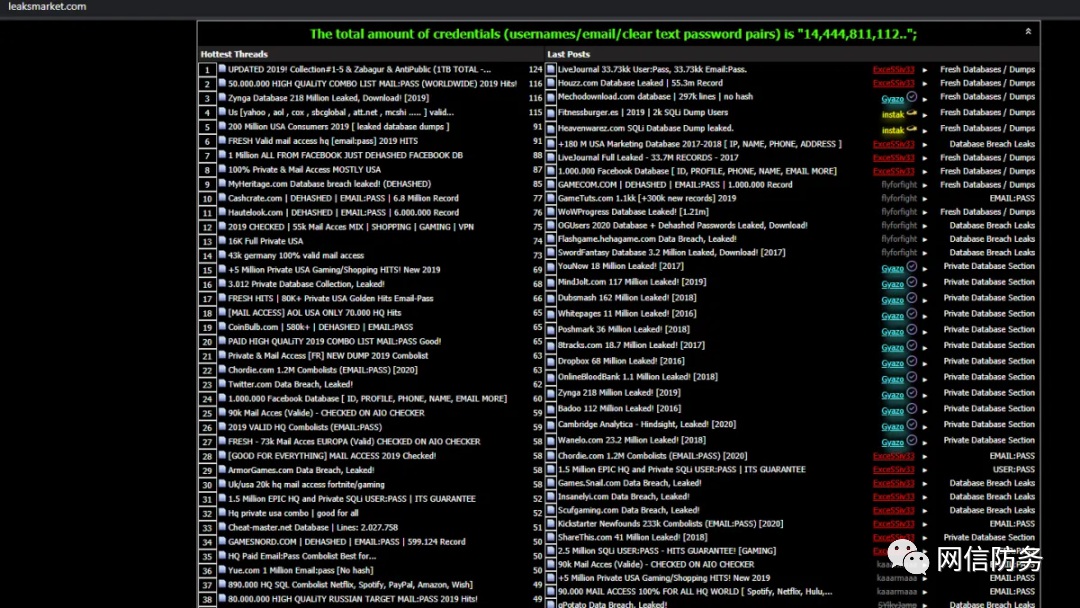 leaksmarket.com
The total amount of credentials (usernames/email/clear text password pairs) is "14,444,811,112..";
Hottest Threads
Last Posts
1 UPDATED 2019! Collection#1-5 & Zabagur & AntiPublic (1TB TOTAL -... 124
2 50.000.000 HIGH QUALITY COMBO LIST MAIL:PASS (WORLDWIDE) 2019 Hits! 116
3 Zynga Database 218 Million Leaked, Download! [2019] 116
4 Us [yahoo , aol , cox , sbcglobal , att.net , mcshi ..... ] valid... 115
5 200 Million USA Consumers 2019 [ leaked database dumps ] 91
6 FRESH Valid mail access hq [email:pass] 2019 HITS 91
7 1 Million ALL FROM FACEBOOK JUST DEHASHED FACEBOOK DB 88
8 100% Private & Mail Access MOSTLY USA 87
9 MyHeritage.com Database breach leaked! (DEHASHED) 85
10 Cashcrate.com | DEHASHED | EMAIL:PASS | 6.8 Million Record 77
11 Hautelook.com | DEHASHED | EMAIL:PASS | 6.000.000 Record 76
12 2019 CHECKED | 55k Mail Acces MIX | SHOPPING | GAMING | VPN 75
13 16K Full Private USA 74
14 43k germany 100% valid mail access 73
15 +5 Million Private USA Gaming/Shopping HITS! New 2019 69
16 3.012 Private Database Collection, Leaked! 68
17 FRESH HITS | 80K+ Private USA Golden Hits Email-Pass 66
18 [MAIL ACCESS] AOL USA ONLY 70.000 HQ Hits 65
19 CoinBulb.com | 580k+ | DEHASHED | EMAIL:PASS 65
20 PAID HIGH QUALiTY 2019 COMBO LIST MAIL:PASS Good! 65
21 Private & Mail Access [FR] NEW DUMP 2019 Combolist 63
22 Chordie.com 1.2M Combolists (EMAIL:PASS) [2020] 63
23 Twitter.com Data Breach, Leaked! 62
24 1.000.000 Facebook Database [ ID, PROFILE, PHONE, NAME, EMAIL MORE] 60
25 90k Mail Acces (Valide) - CHECKED ON AIO CHECKER 59
26 2019 VALID HQ Combolists (EMAIL:PASS) 59
27 FRESH - 73k Mail Acces EUROPA (Valid) CHECKED ON AIO CHECKER 58
28 [GOOD FOR EVERYTHING] MAIL ACCESS 2019 Checked! 58
29 ArmorGames.com Data Breach, Leaked! 58
30 Uk/usa 20k hq mail access fortnite/gaming 58
31 1.5 Million EPIC HQ and Private SQLi USER:PASS | ITS GUARANTEE 52
32 Hq private usa combo | good for all 52
33 Cheat-master.net Database | Lines: 2.027.758 51
34 GAMESNORD.COM | DEHASHED | EMAIL:PASS | 599.124 Record 50
35 HQ Paid Email:Pass Combolist Best for... 50
36 Yue.com 1 Million Email:pass [No hash] 50
37 890.000 HQ SQL Combolist Netflix, Spotify, PayPal, Amazon, Wish] 49
38 80.000.000 HIGH QUALiTY RUSSIAN TARGET MAIL:PASS 2019 Hits! 49
LiveJournal 33.73kk User:Pass, 33.73kk Email:Pass. Exce55iv33 Fresh Databases / Dumps
Houzz.com Database Leaked | 55.3m Record Exce55iv33 Fresh Databases / Dumps
Mechodownload.com database | 297k lines | no hash Gyazo Fresh Databases / Dumps
Fitnessburger.es | 2019 | 2k SQLi Dump Users instak Fresh Databases / Dumps
Heavenwarez.com SQLi Database Dump leaked. instak Fresh Databases / Dumps
+180 M USA Marketing Database 2017-2018 [ IP, NAME, PHONE, ADDRESS ] Exce55iv33 Database Breach Leaks
LiveJournal Full Leaked - 33.7M RECORDS - 2017 Exce55iv33 Fresh Databases / Dumps
1.000.000 Facebook Database [ ID, PROFILE, PHONE, NAME, EMAIL MORE] Exce55iv33 Fresh Databases / Dumps
GAMECOM.COM | DEHASHED | EMAIL:PASS | 1.000.000 Record flyforfight Fresh Databases / Dumps
GameTuts.com 1.1kk [+300k new records] 2019 flyforfight EMAIL:PASS
WoWProgress Database Leaked! [1.21m] flyforfight Fresh Databases / Dumps
OGUsers 2020 Database + Dehashed Passwords Leaked, Download! flyforfight Database Breach Leaks
Flashgame.hehagame.com Data Breach, Leaked! flyforfight Database Breach Leaks
SwordFantasy Database 3.2 Million Leaked, Download! [2017] flyforfight Database Breach Leaks
YouNow 18 Million Leaked! [2017] Gyazo Private Database Section
MindJolt.com 117 Million Leaked! [2019] Gyazo Private Database Section
Dubsmash 162 Million Leaked! [2018] Gyazo Private Database Section
Whitepages 11 Million Leaked! [2016] Gyazo Private Database Section
Poshmark 36 Million Leaked! [2018] Gyazo Private Database Section
8tracks.com 18.7 Million Leaked! [2017] Gyazo Private Database Section
Dropbox 68 Million Leaked! [2016] Gyazo Private Database Section
OnlineBloodBank 1.1 Million Leaked! [2018] Gyazo Private Database Section
Zynga 218 Million Leaked! [2019] Gyazo Private Database Section
Badoo 112 Million Leaked! [2016] Gyazo Private Database Section
Cambridge Analytica - Hindsight, Leaked! [2020] Gyazo Private Database Section
Wanelo.com 23.2 Million Leaked! [2018] Gyazo Private Database Section
Chordie.com 1.2M Combolists (EMAIL:PASS) [2020] Exce55iv33 EMAIL:PASS
1.5 Million EPIC HQ and Private SQLi USER:PASS | ITS GUARANTEE Exce55iv33 USER:PASS
Games.Snail.com Data Breach, Leaked! Exce55iv33 Database Breach Leaks
Insanelyi.com Data Breach, Leaked! Exce55iv33 Database Breach Leaks
Scufgaming.com Data Breach, Leaked! Exce55iv33 Database Breach Leaks
Kickstarter Newfounds 233k Combolists (EMAIL:PASS) [2020] Exce55iv33 EMAIL:PASS
ShareThis.com 41 Million Leaked! [2018] Exce55iv33 Private Database Section
2.5 Million SQLi USER:PASS - HITS GUARANTEE! [GAMING]
90k Mail Acces (Valide) - CHECKED ON AIO CHECKER
+5 Million Private USA Gaming/Shopping HITS! New 2019 kaaarmaaa EMAIL:PASS
90.000 MAIL ACCESS 100% FOR ALL HQ WORLD [ Spotify, Netflix, Hulu,... kaaarmaaa EMAIL:PASS
gPotato Data Breach, Leaked! Database Breach Leaks
网信防务